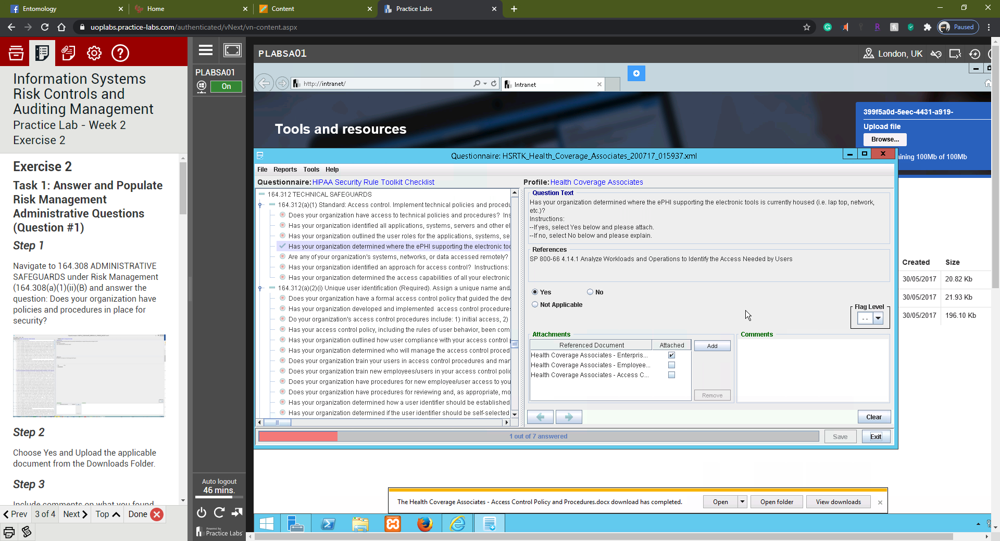 Entomology
Home
Content
Practice Labs
uoplabs.practice-labs.com/authenticated/vNext/vn-content.aspx
Paused
Information Systems
Risk Controls and
Auditing Management
Practice Lab - Week 2
Exercise 2
Exercise 2
Task 1: Answer and Populate
Risk Management
Administrative Questions
(Question #1)
Step 1
Navigate to 164.308 ADMINISTRATIVE
SAFEGUARDS under Risk Management
(164.308(a)(1)(ii)(B) and answer the
question: Does your organization have
policies and procedures in place for
security?
Step 2
Choose Yes and Upload the applicable
document from the Downloads Folder.
Step 3
Include comments on what you found
Prev
3 of 4
Next
Top
Done
PLABSA01
On
Auto logout
46 mins.
Powered by
Practice Labs
PLABSA01
London, UK
http://intranet/
Intranet
Tools and resources
399f5a0d-5eec-4431-a919-
Upload file
Browse...
aining 100Mb of 100Mb
Questionnaire: HSRTK_Health_Coverage_Associates_200717_015937.xml
File Reports Tools Help
Questionnaire: HIPAA Security Rule Toolkit Checklist
164.312 TECHNICAL SAFEGUARDS
164.312(a)(1) Standard: Access control. Implement technical policies and procedu
Does your organization have access to technical policies and procedures? Ins
Has your organization identified all applications, systems, servers and other el
Has your organization outlined the user roles for the applications, systems, se
Has your organization determined where the ePHI supporting the electronic too
Are any of your organization's systems, networks, or data accessed remotely?
Has your organization identified an approach for access control? Instructions:
Has your organization determined the access capabilities of all your electronic
164.312(a)(2)(i) Unique user identification (Required). Assign a unique name and
Does your organization have a formal access control policy that guided the dev
Has your organization developed and implemented access control procedures
Do your organization's access control procedures include: 1) initial access, 2)
Has your access control policy, including the rules of user behavior, been com
Has your organization outlined how user compliance with your access control
Has your organization determined who will manage the access control proced
Does your organization train your users in access control procedures and mar
Does your organization train new employees/users in your access control polic
Does your organization have procedures for new employee/user access to you
Does your organization have procedures for reviewing and, as appropriate, mo
Has your organization determined how a user identifier should be established
Has your organization determined if the user identifier should be self-selected
Profile: Health Coverage Associates
Question Text
Has your organization determined where the ePHI supporting the electronic tools is currently housed (i.e. lap top, network,
etc.)?
Instructions:
--If yes, select Yes below and please attach.
--If no, select No below and please explain.
References
SP 800-66 4.14.1 Analyze Workloads and Operations to Identify the Access Needed by Users
Yes
No
Not Applicable
Flag Level
--
Attachments
Referenced Document
Attached
Health Coverage Associates - Enterpris...
Health Coverage Associates - Employee...
Health Coverage Associates - Access C...
Add
Remove
Comments
Clear
1 out of 7 answered
Save
Exit
Created
Size
30/05/2017
20.82 Kb
30/05/2017
21.93 Kb
30/05/2017
196.10 Kb
The Health Coverage Associates - Access Control Policy and Procedures.docx download has completed.
Open
Open folder
View downloads